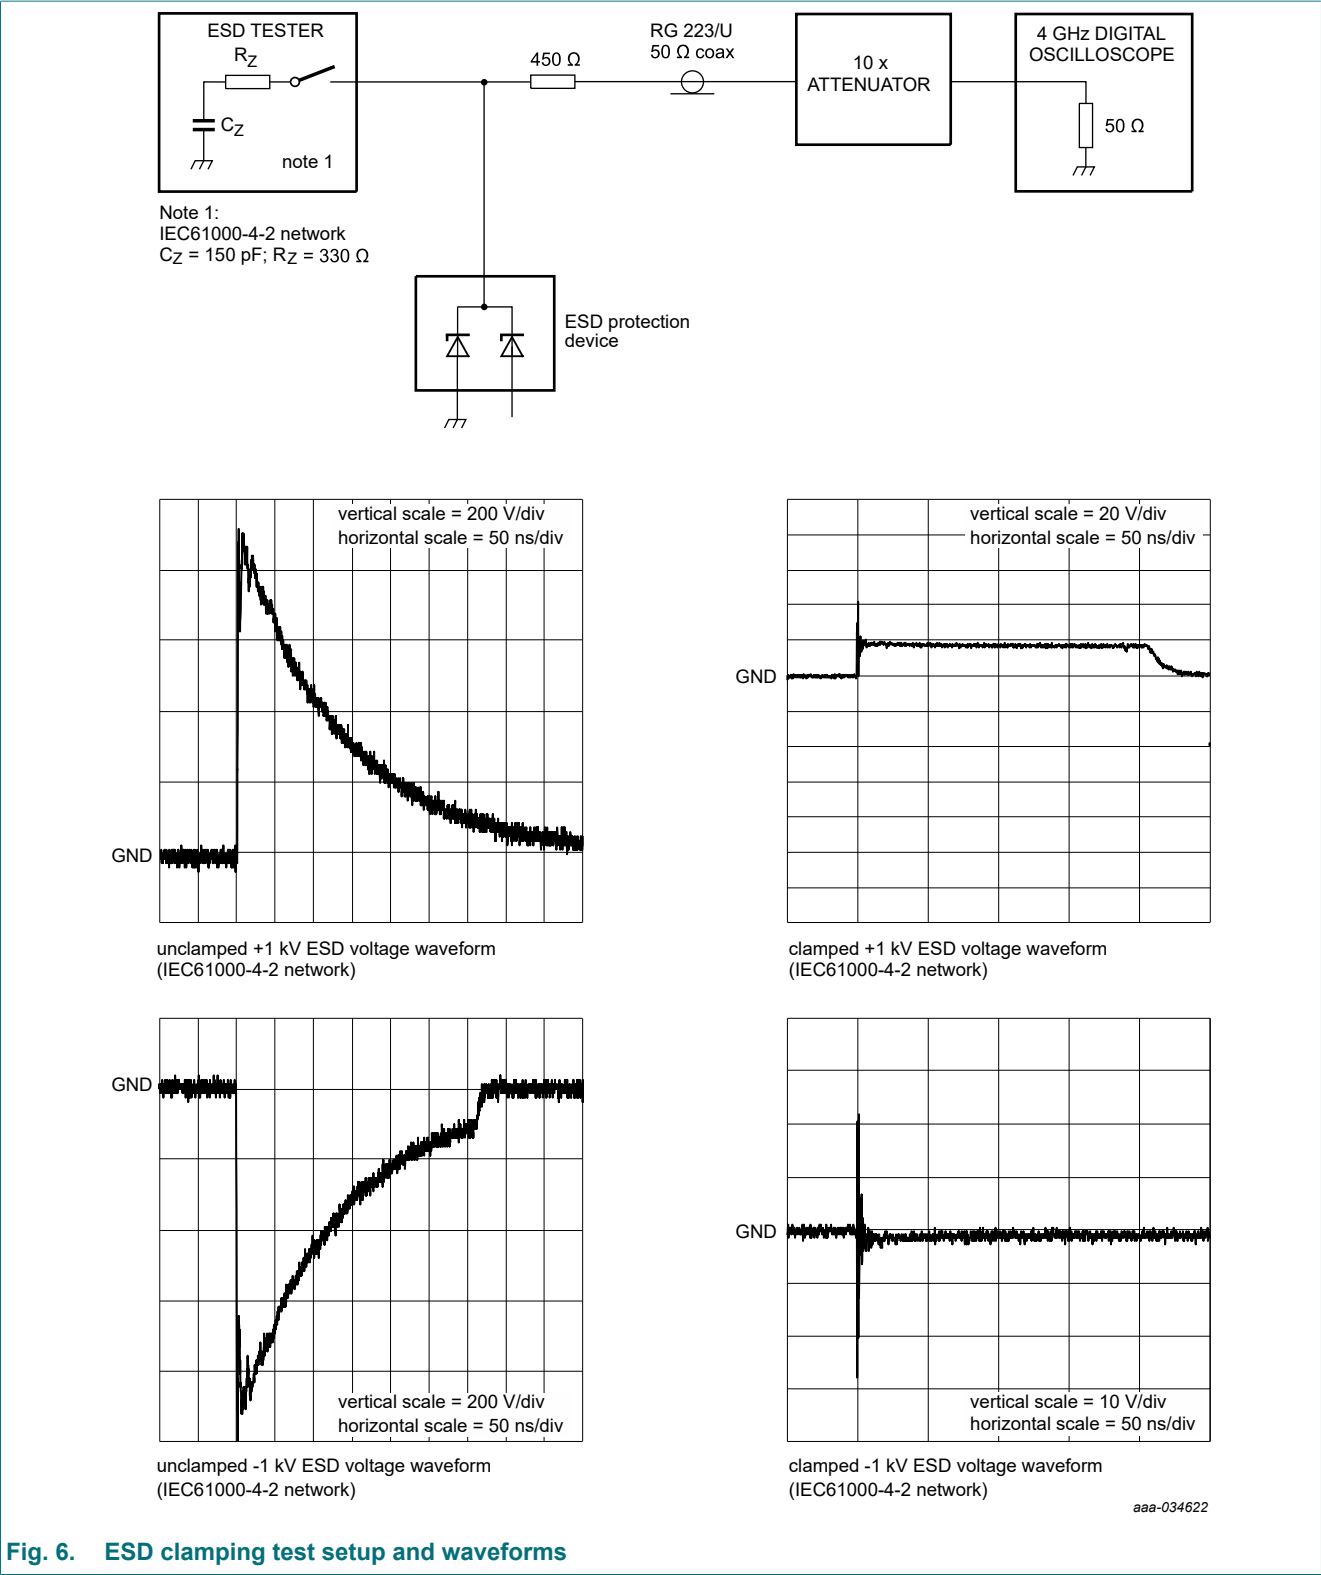 ESD TESTER
RZ
CZ
note 1
450 Ω
RG 223/U
50 Ω coax
10 x
ATTENUATOR
4 GHz DIGITAL
OSCILLOSCOPE
50 Ω
Note 1:
IEC61000-4-2 network
CZ = 150 pF; RZ = 330 Ω
ESD protection
device
vertical scale = 200 V/div
horizontal scale = 50 ns/div
GND
unclamped +1 kV ESD voltage waveform
(IEC61000-4-2 network)
vertical scale = 20 V/div
horizontal scale = 50 ns/div
GND
clamped +1 kV ESD voltage waveform
(IEC61000-4-2 network)
GND
vertical scale = 200 V/div
horizontal scale = 50 ns/div
unclamped -1 kV ESD voltage waveform
(IEC61000-4-2 network)
GND
vertical scale = 10 V/div
horizontal scale = 50 ns/div
clamped -1 kV ESD voltage waveform
(IEC61000-4-2 network)
aaa-034622
Fig. 6. ESD clamping test setup and waveforms